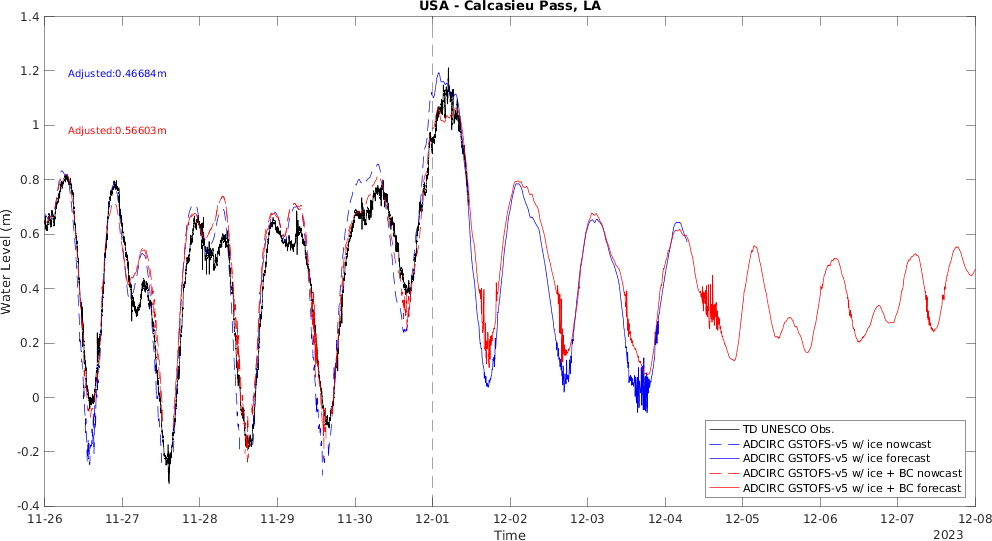 USA - Calcasieu Pass, LA
1.4
1.2
1
0.8
0.6
0.4
0.2
0
-0.2
-0.4
Water Level (m)
Adjusted:0.46684m
Adjusted:0.56603m
TD UNESCO Obs.
ADCIRC GSTOFS-v5 w/ ice nowcast
ADCIRC GSTOFS-v5 w/ ice forecast
ADCIRC GSTOFS-v5 w/ ice + BC nowcast
ADCIRC GSTOFS-v5 w/ ice + BC forecast
11-26 11-27 11-28 11-29 11-30 12-01 12-02 12-03 12-04 12-05 12-06 12-07 12-08
Time
2023